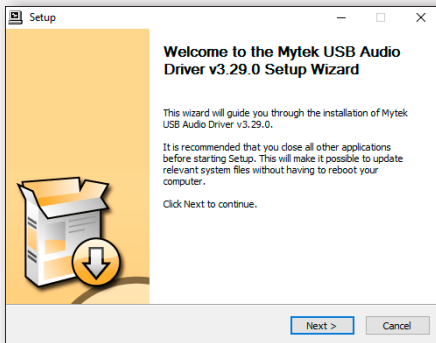 Setup
Welcome to the Mytek USB Audio
Driver v3.29.0 Setup Wizard
This wizard will guide you through the installation of Mytek
USB Audio Driver v3.29.0.
It is recommended that you close all other applications
before starting Setup. This will make it possible to update
relevant system files without having to reboot your
computer.
Click Next to continue.
Next >
Cancel